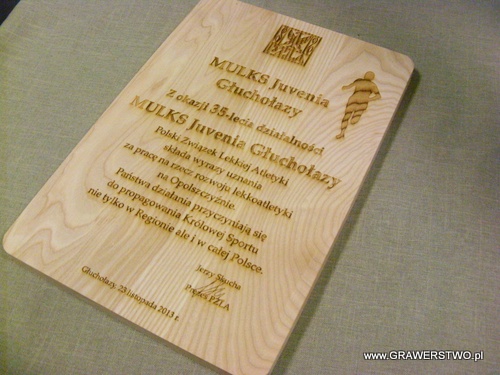 PZLA
MULKS Juvenia
Głuchołazy
Z okazji 35-lecia działalności
MULKS Juvenia Głuchołazy
Polski Związek Lekkiej Atletyki
składa wyrazy uznania
za pracę na rzecz rozwoju lekkoatletyki
na Opolszczyźnie.
Państwa działania przyczyniają się
do propagowania Królowej Sportu
nie tylko w Regionie ale i w całej Polsce.
Jerzy Skucha
Prezes PZLA
Głuchołazy, 23 listopada 2013 r.
www.GRAWERSTWO.pl